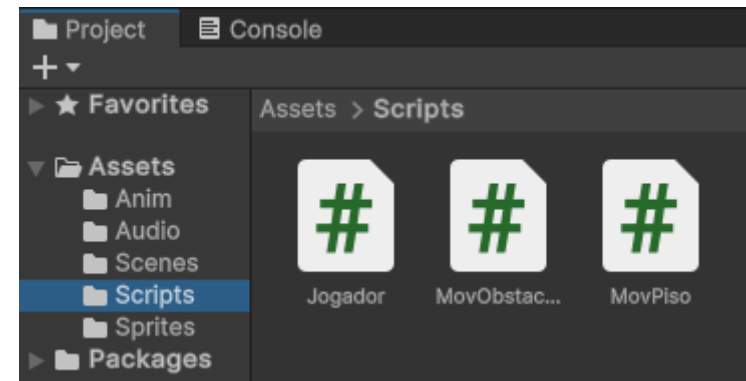 Project
Console
Favorites
Assets > Scripts
Assets
Anim
Audio
Scenes
Scripts
Sprites
Packages
Jogador
MovObstac...
MovPiso